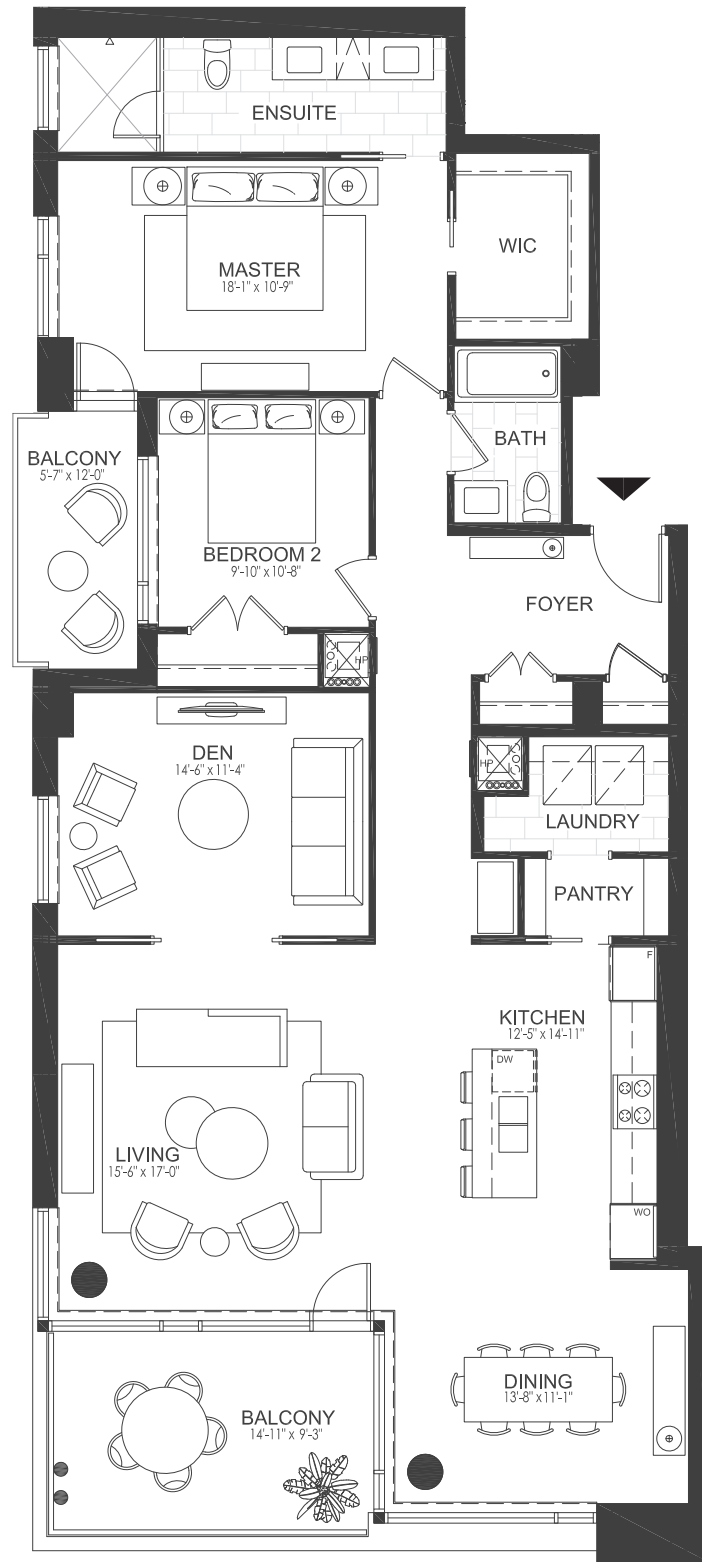 ENSUITE
MASTER
18'-1" x 10'-9"
WIC
BATH
BALCONY
5'-7" x 12'-0"
BEDROOM 2
9'-10" x 10'-8"
FOYER
HP
DEN
14'-6" x 11'-4"
HP
LAUNDRY
PANTRY
F
KITCHEN
12'-5" x 14'-11"
DW
LIVING
15'-6" x 17'-0"
WO
DINING
13'-8" x 11'-1"
BALCONY
14'-11" x 9'-3"